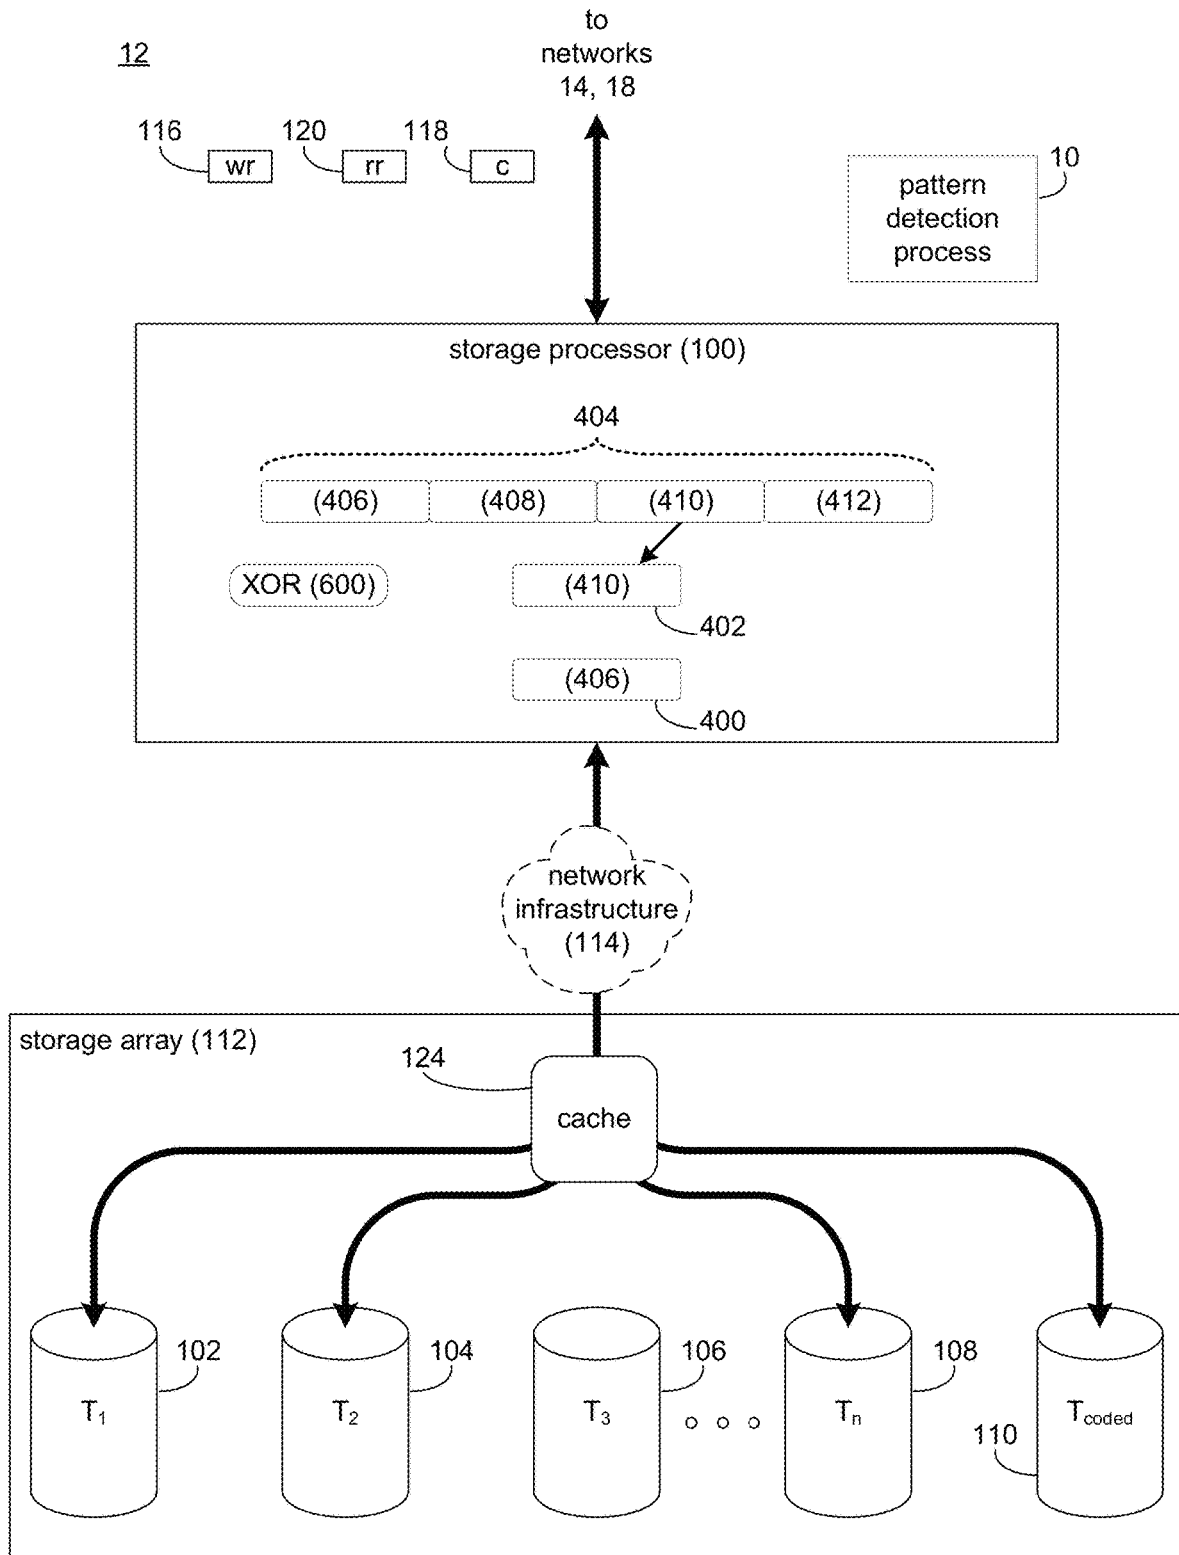 to
networks
14, 18
12
116
120
118
wr
rr
c
10
pattern
detection
process
storage processor (100)
404
(406)
(408)
(410)
(412)
XOR (600)
(410)
402
(406)
400
network
infrastructure
(114)
storage array (112)
124
cache
102
104
106
108
T1
T2
T3
Tn
Tcoded
110